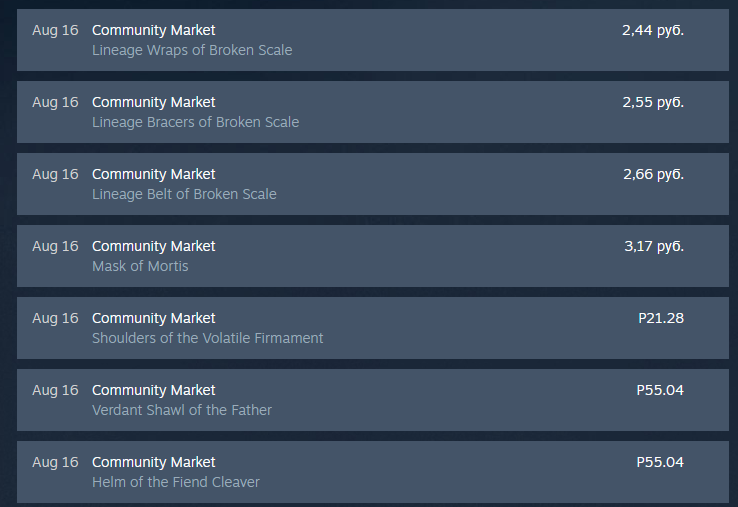 Aug 16 Community Market 2,44 руб.
Lineage Wraps of Broken Scale
Aug 16 Community Market 2,55 руб.
Lineage Bracers of Broken Scale
Aug 16 Community Market 2,66 руб.
Lineage Belt of Broken Scale
Aug 16 Community Market 3,17 руб.
Mask of Mortis
Aug 16 Community Market P21.28
Shoulders of the Volatile Firmament
Aug 16 Community Market P55.04
Verdant Shawl of the Father
Aug 16 Community Market P55.04
Helm of the Fiend Cleaver